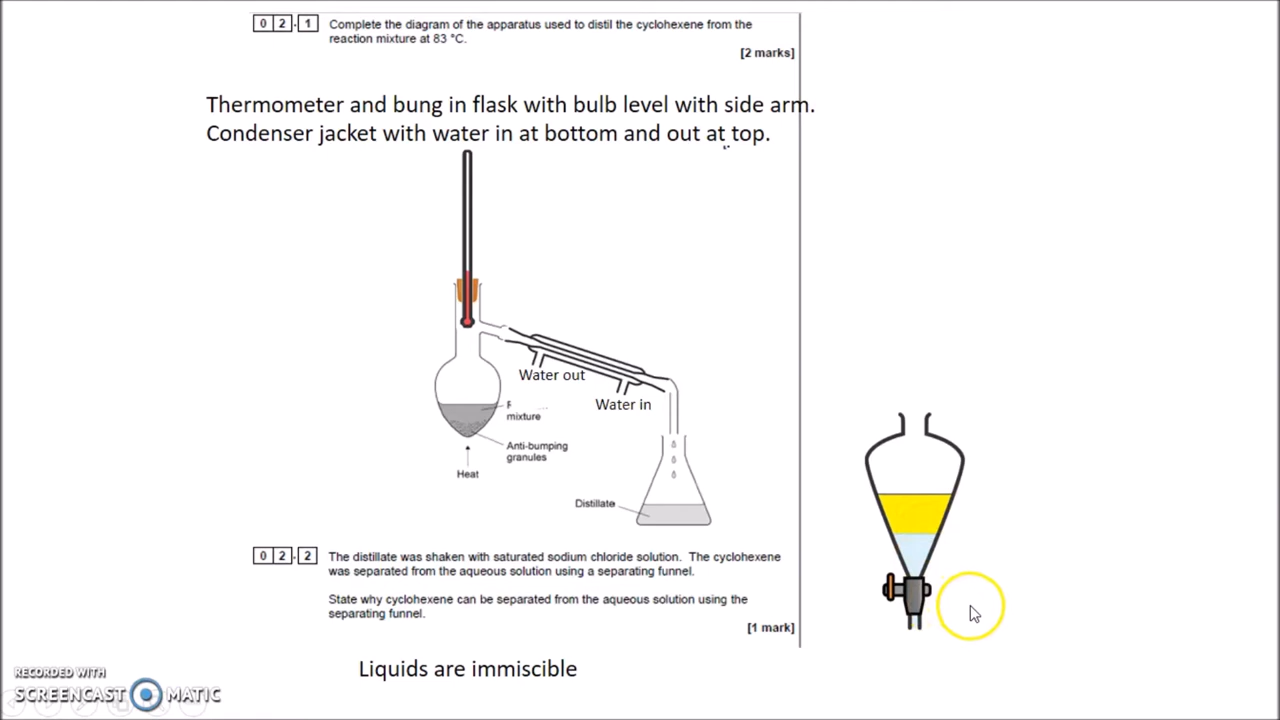 0 2 . 1 Complete the diagram of the apparatus used to distil the cyclohexene from the
reaction mixture at 83 °C.
[2 marks]
Thermometer and bung in flask with bulb level with side arm.
Condenser jacket with water in at bottom and out at top.
Water out
Water in
mixture
Anti-bumping
granules
Heat
Distillate
0 2 . 2 The distillate was shaken with saturated sodium chloride solution. The cyclohexene
was separated from the aqueous solution using a separating funnel.
State why cyclohexene can be separated from the aqueous solution using the
separating funnel.
[1 mark]
Liquids are immiscible
RECORDED WITH
SCREENCAST MATIC